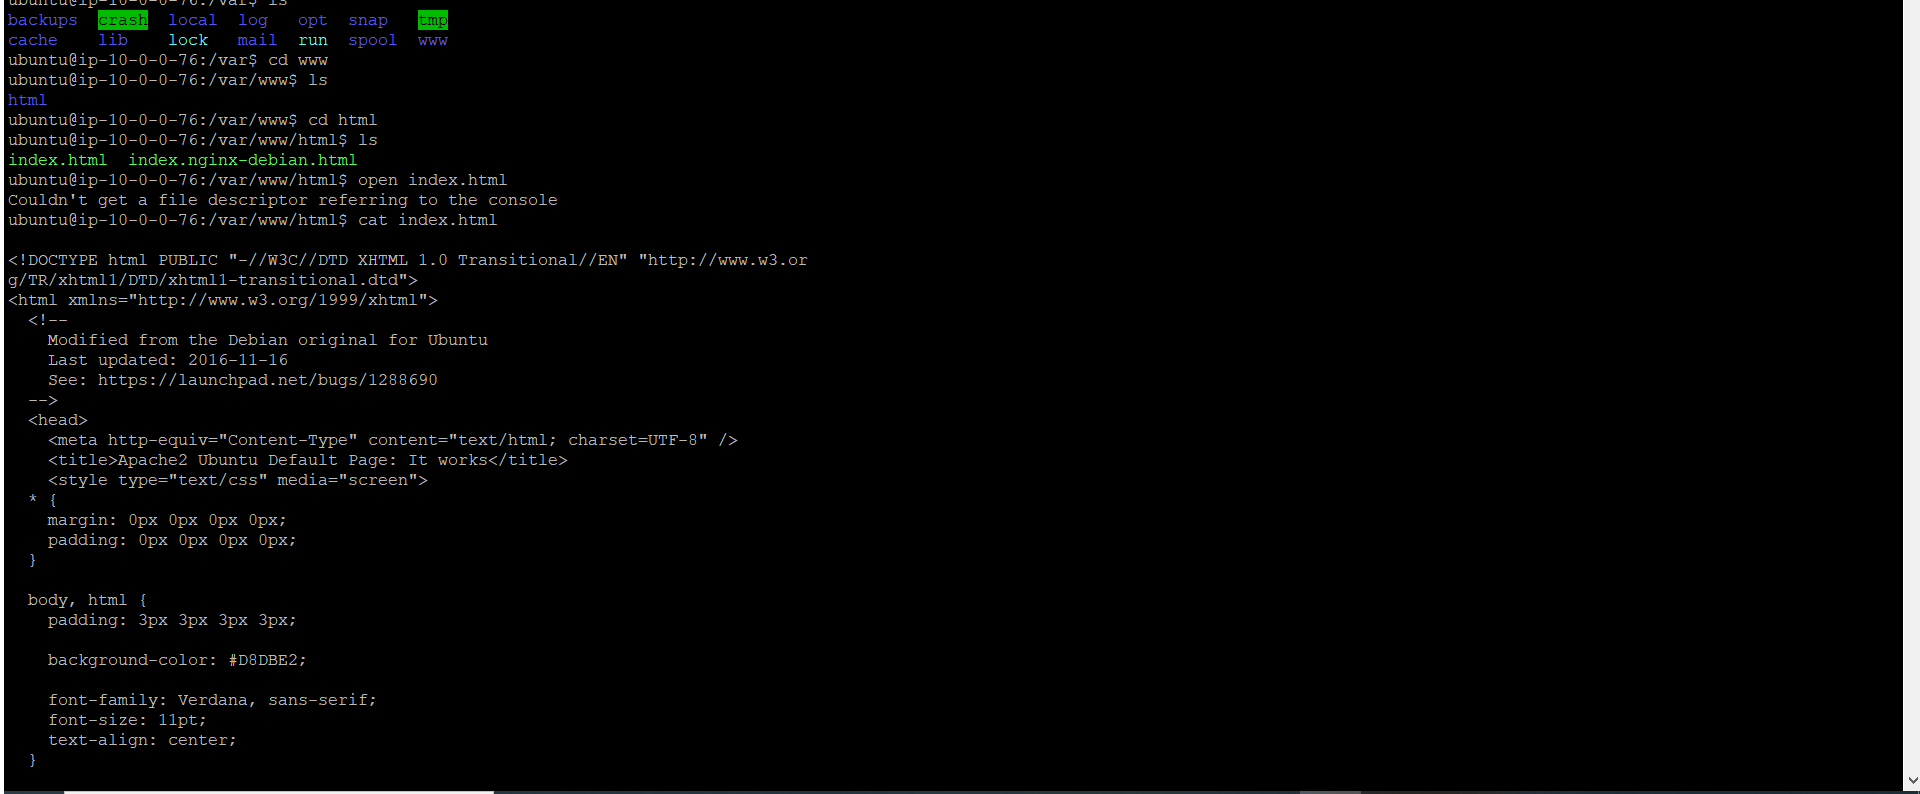 ubuntu@ip-10-0-0-76:/var$ ls
backups  crash  local  log   opt  snap   tmp
cache    lib    lock   mail  run  spool  www
ubuntu@ip-10-0-0-76:/var$ cd www
ubuntu@ip-10-0-0-76:/var/www$ ls
html
ubuntu@ip-10-0-0-76:/var/www$ cd html
ubuntu@ip-10-0-0-76:/var/www/html$ ls
index.html  index.nginx-debian.html
ubuntu@ip-10-0-0-76:/var/www/html$ open index.html
Couldn't get a file descriptor referring to the console
ubuntu@ip-10-0-0-76:/var/www/html$ cat index.html
<!DOCTYPE html PUBLIC "-//W3C//DTD XHTML 1.0 Transitional//EN" "http://www.w3.or
g/TR/xhtml1/DTD/xhtml1-transitional.dtd">
<html xmlns="http://www.w3.org/1999/xhtml">
  <!--
    Modified from the Debian original for Ubuntu
    Last updated: 2016-11-16
    See: https://launchpad.net/bugs/1288690
  -->
  <head>
    <meta http-equiv="Content-Type" content="text/html; charset=UTF-8" />
    <title>Apache2 Ubuntu Default Page: It works</title>
    <style type="text/css" media="screen">
  * {
    margin: 0px 0px 0px 0px;
    padding: 0px 0px 0px 0px;
  }
  body, html {
    padding: 3px 3px 3px 3px;
    background-color: #D8DBE2;
    font-family: Verdana, sans-serif;
    font-size: 11pt;
    text-align: center;
  }